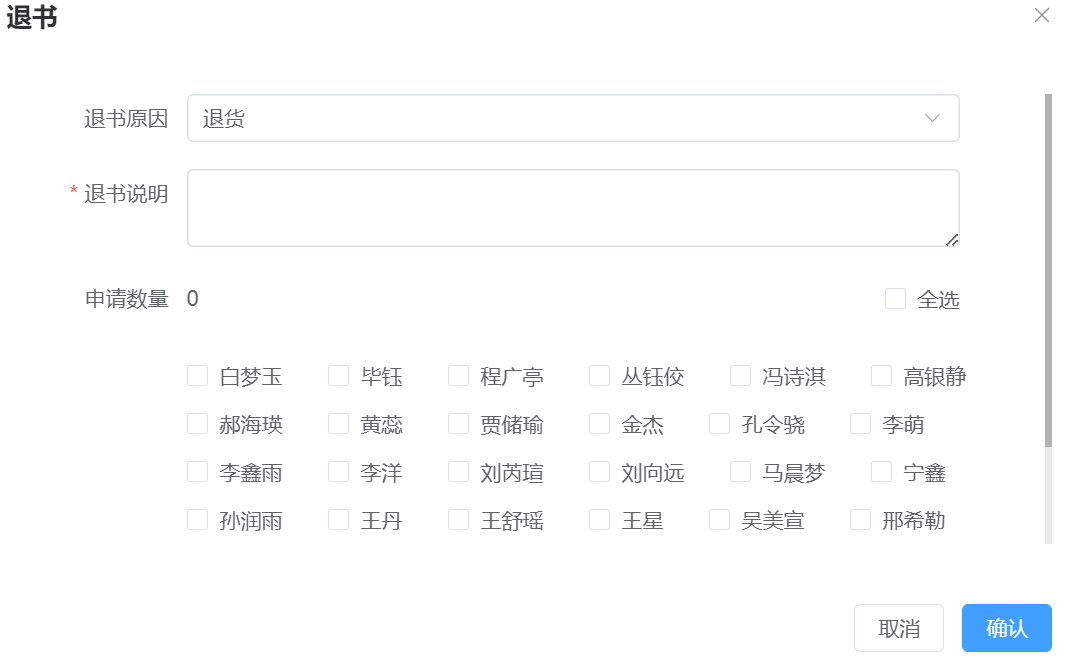 退书
退书原因 退货
* 退书说明
申请数量 0 全选
白梦玉 毕钰 程广亭 丛钰佼 冯诗淇 高银静
郝海瑛 黄蕊 贾储瑜 金杰 孔令骁 李萌
李鑫雨 李洋 刘芮瑄 刘向远 马晨梦 宁鑫
孙润雨 王丹 王舒瑶 王星 吴美宣 邢希勒
取消 确认